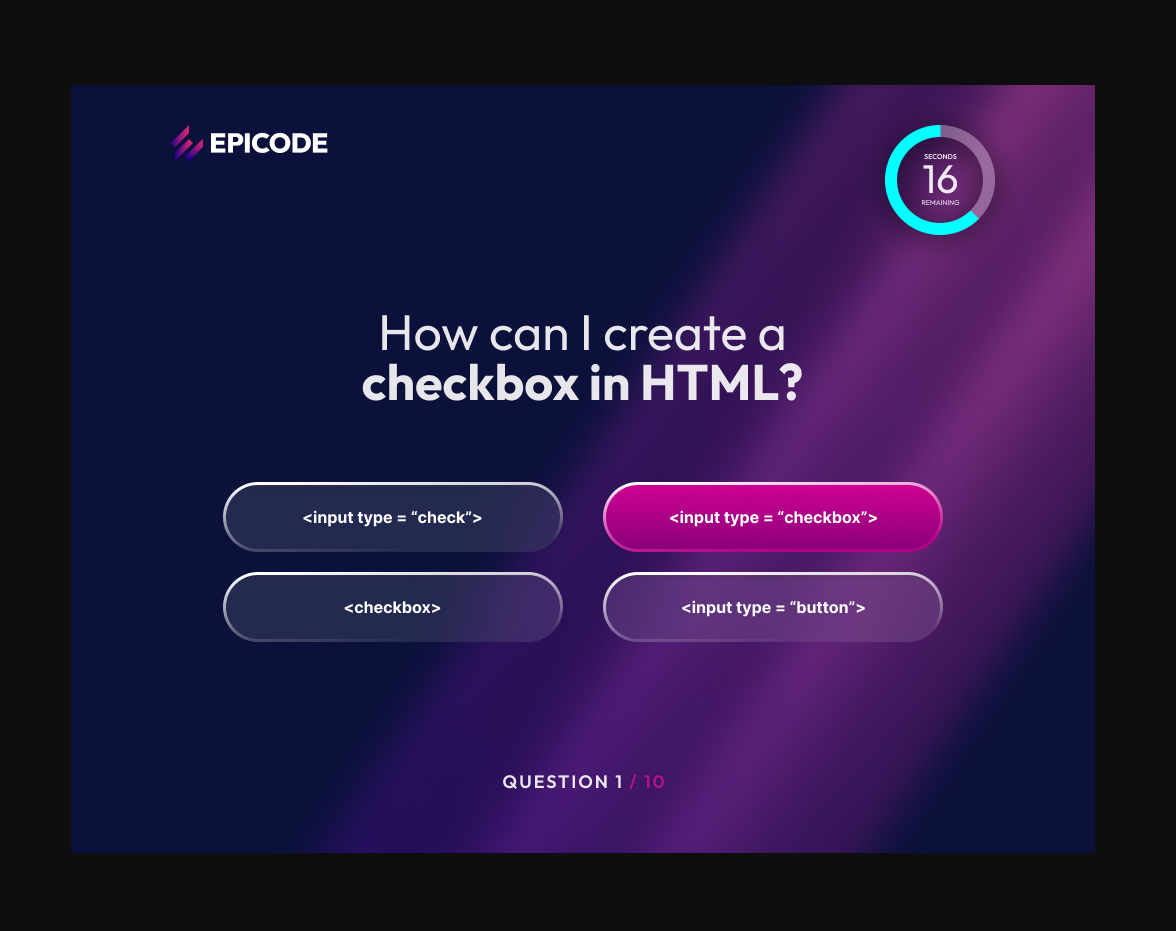 EPICODE
SECONDS
16
REMAINING
How can I create a
checkbox in HTML?
<input type = “check”>
<input type = “checkbox”>
<checkbox>
<input type = “button”>
QUESTION 1 / 10